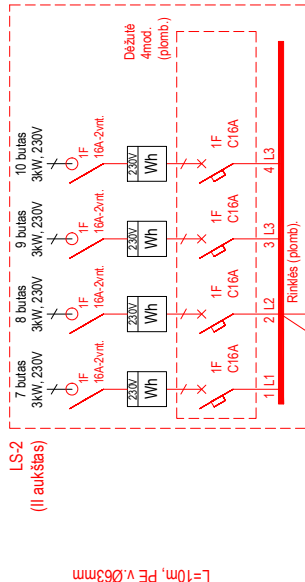 LS-2
(II aukštas)
7 butas
3kW, 230V
8 butas
3kW, 230V
9 butas
3kW, 230V
10 butas
3kW, 230V
1F
16A-2vnt.
1F
16A-2vnt.
1F
16A-2vnt.
1F
16A-2vnt.
230V
Wh
230V
Wh
230V
Wh
230V
Wh
Dėžutė
4mod.
(plomb.)
1F
C16A
1F
C16A
1F
C16A
1F
C16A
1 L1
2 L2
3 L3
4 L3
Rinklės (plomb).
L=10m, PE v.Ø63mm